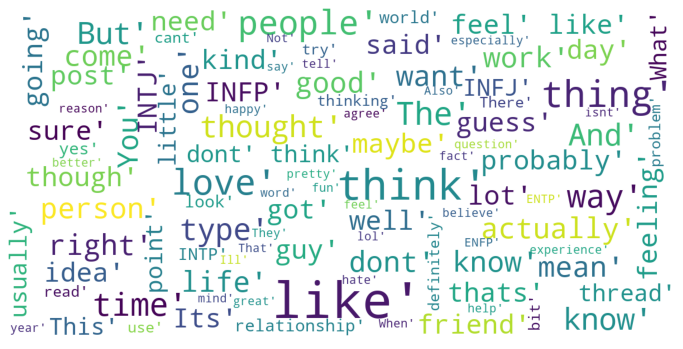 going'
But'
need'
people'
world'
cant'
Not'
try'
tell'
say'
said'
feel'
like'
especially'
What'
come'
post'
You'
INTJ'
one'
kind'
INFP'
good'
want'
INFJ'
work'
day'
thinking'
Also'
There'
isnt'
thing'
reason'
little'
happy'
agree'
sure'
thought'
The'
guess'
And'
problem'
yes'
better'
dont'
think'
maybe'
question'
fact'
probably'
though'
love'
look'
pretty'
fun'
word'
think'
lot'
ENTP'
way'
feeling'
person'
usually'
point'
type'
got'
They'
feel'
well'
believe'
actually'
right'
INTP'
That'
guy'
lol'
definitely'
ENFP'
experience'
idea'
Ill'
life'
dont'
know'
mean'
read'
time'
mind'
great'
like'
hate'
help'
thats'
thread'
bit'
year'
This'
use'
Its'
relationship'
When'
friend'
know'